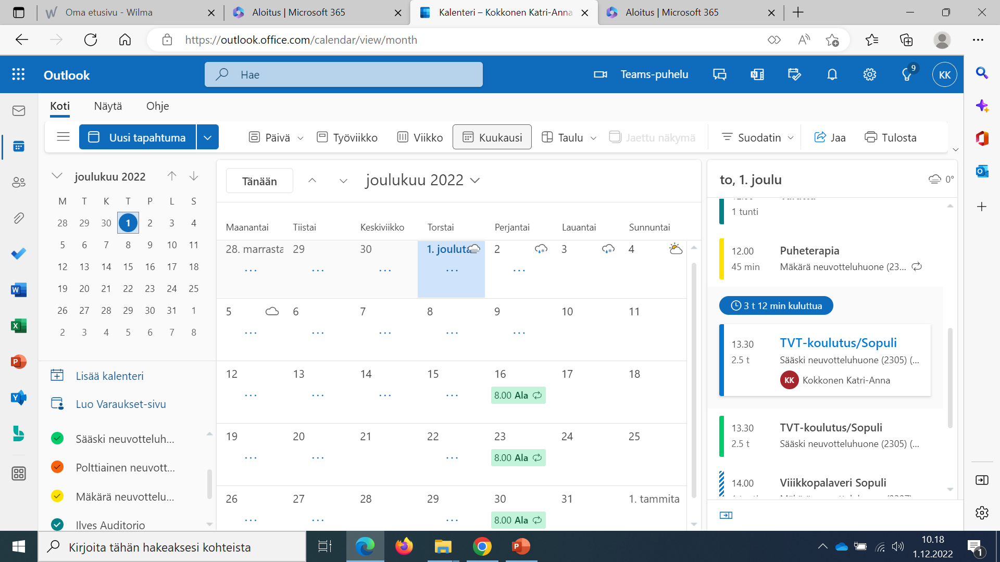 Oma etusivu - Wilma
Aloitus | Microsoft 365
Kalenteri – Kokkonen Katri-Anna
Aloitus | Microsoft 365
https://outlook.office.com/calendar/view/month
Outlook
Hae
Teams-puhelu
9
KK
Koti
Näytä
Ohje
Uusi tapahtuma
Päivä
Työviikko
Viikko
Kuukausi
Taulu
Jaettu näkymä
Suodatin
Jaa
Tulosta
joulukuu 2022
M T K T P L S
28 29 30 1 2 3 4
5 6 7 8 9 10 11
12 13 14 15 16 17 18
19 20 21 22 23 24 25
26 27 28 29 30 31 1
2 3 4 5 6 7 8
Lisää kalenteri
Luo Varaukset-sivu
Sääski neuvotteluh...
Polttiainen neuvott...
Mäkärä neuvottelu...
Ilves Auditorio
Tänään
joulukuu 2022
Maanantai Tiistai Keskiviikko Torstai Perjantai Lauantai Sunnuntai
28. marrasta 29 30 1. jouluta 2 3 4
... ... ... ... ...
5 6 7 8 9 10 11
... ... ... ... ...
12 13 14 15 16 17 18
... ... ... ... 8.00 Ala
19 20 21 22 23 24 25
... ... ... 8.00 Ala
26 27 28 29 30 31 1. tammita
... ... ... 8.00 Ala
to, 1. joulu
0°
1 tunti
12.00 Puheterapia
45 min Mäkärä neuvotteluhuone (23...
3 t 12 min kuluttua
13.30 TVT-koulutus/Sopuli
2.5 t Sääski neuvotteluhuone (2305) (...
KK Kokkonen Katri-Anna
13.30 TVT-koulutus/Sopuli
2.5 t Sääski neuvotteluhuone (2305) (...
14.00 Viiikkopalaveri Sopuli
Kirjoita tähän hakeaksesi kohteista
10.18
1.12.2022
1